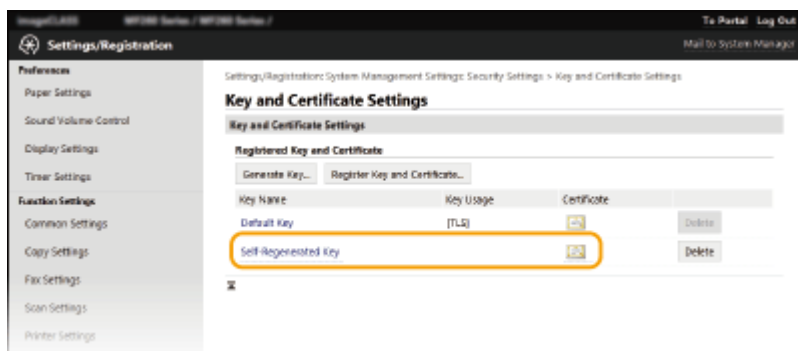 To Portal Log Out
Settings/Registration
Mail to System Manager
Preferences
Paper Settings
Sound Volume Control
Display Settings
Timer Settings
Function Settings
Common Settings
Copy Settings
Fax Settings
Scan Settings
Printer Settings
Settings/Registration: System Management Settings: Security Settings > Key and Certificate Settings
Key and Certificate Settings
Key and Certificate Settings
Registered Key and Certificate
Generate Key... Register Key and Certificate...
Key Name Key Usage Certificate
Default Key [TLS] Delete
Self-Regenerated Key Delete